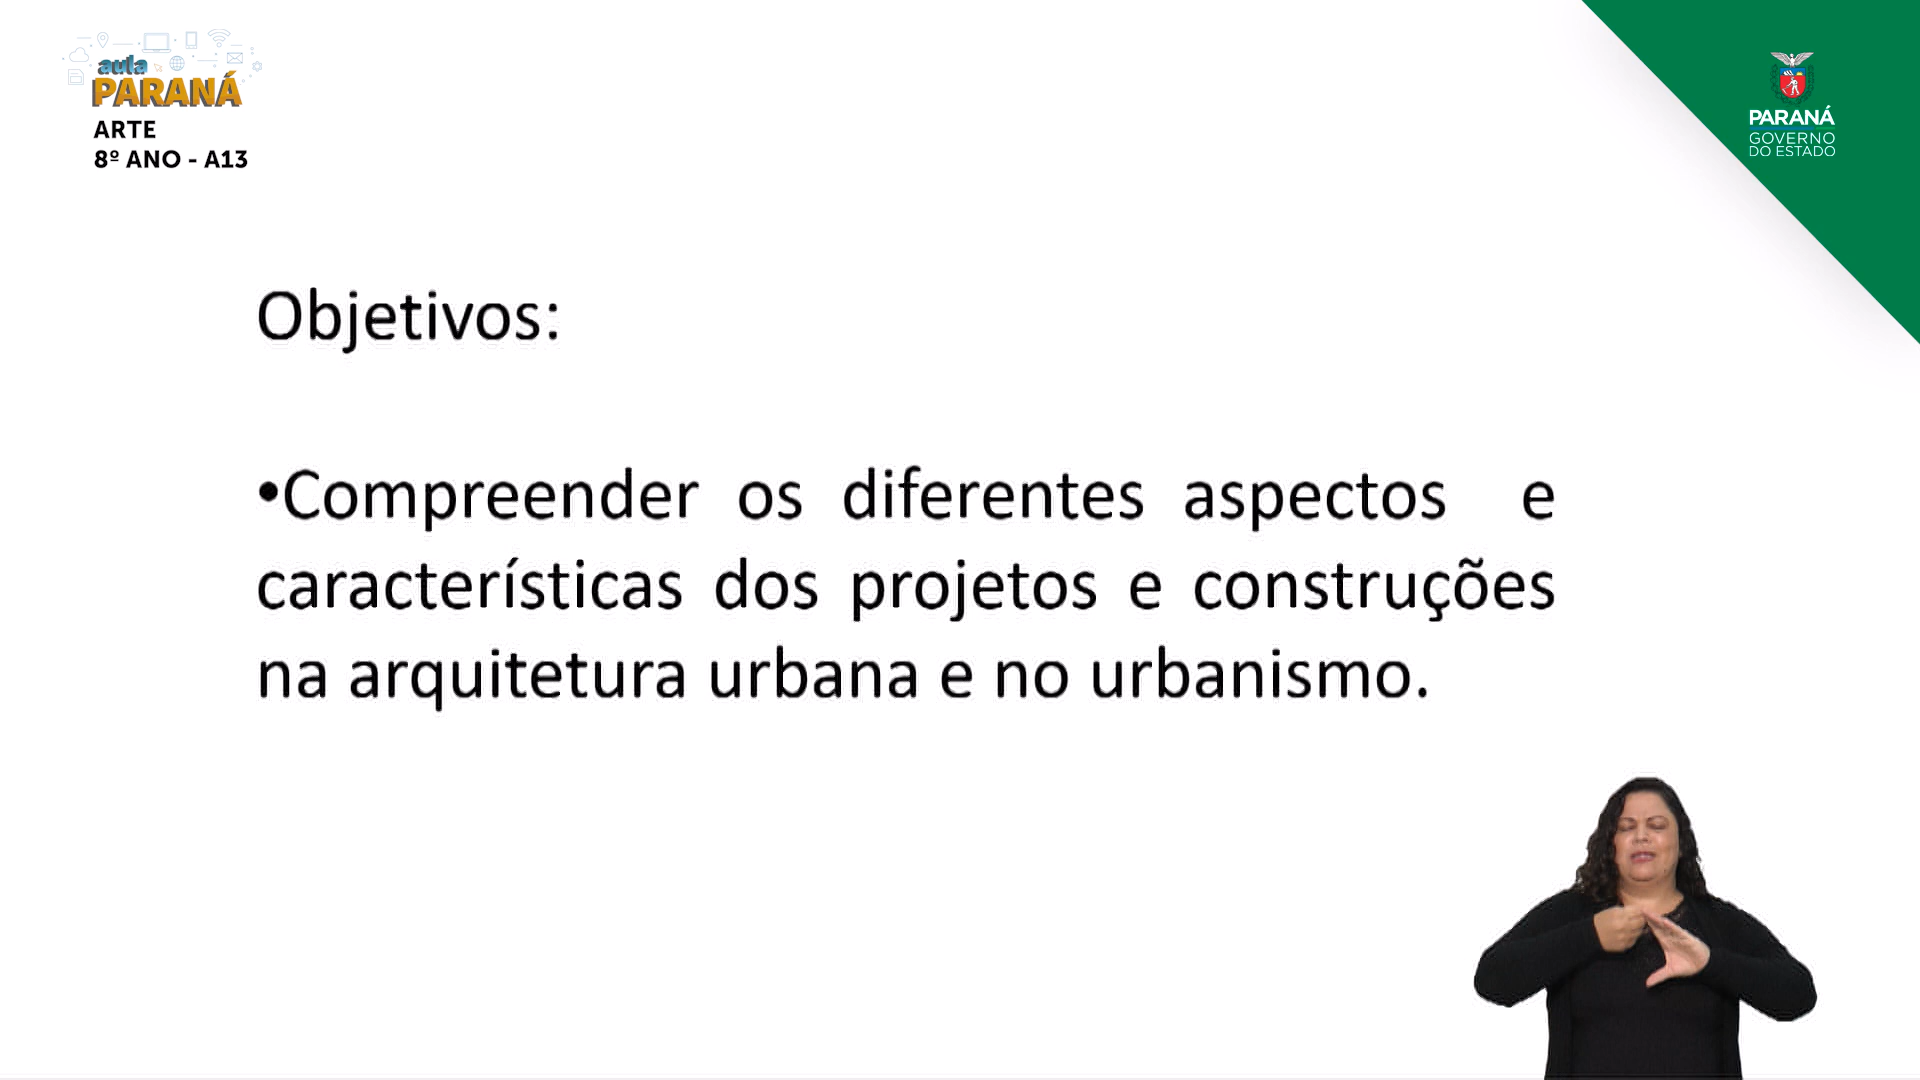 aula
PARANÁ
ARTE
8º ANO - A13
PARANÁ
GOVERNO
DO ESTADO
Objetivos:
•Compreender os diferentes aspectos e
características dos projetos e construções
na arquitetura urbana e no urbanismo.